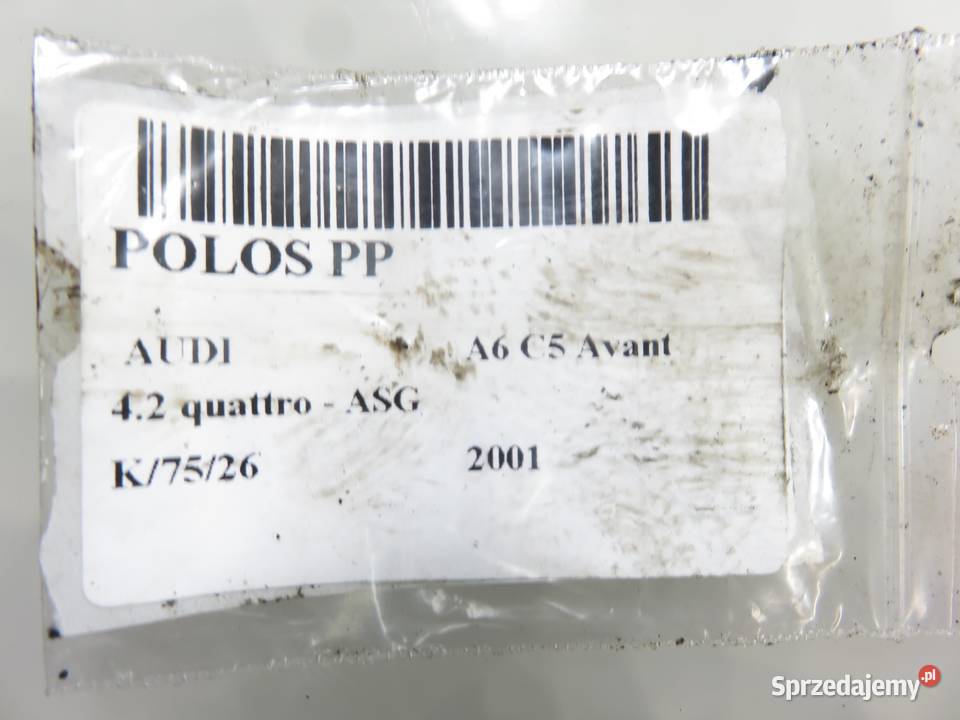 POLOS PP
AUDI A6 C5 Avant
4.2 quattro - ASG
K/75/26 2001
Sprzedajemy.pl